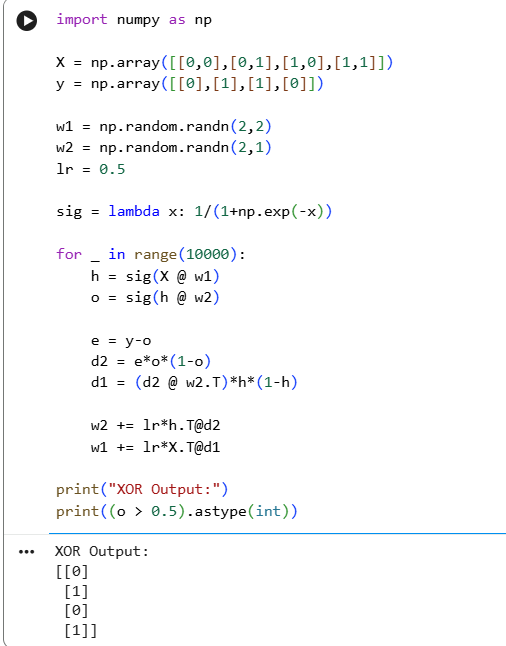 import numpy as np
X = np.array([[0,0],[0,1],[1,0],[1,1]])
y = np.array([[0],[1],[1],[0]])
w1 = np.random.randn(2,2)
w2 = np.random.randn(2,1)
lr = 0.5
sig = lambda x: 1/(1+np.exp(-x))
for _ in range(10000):
    h = sig(X @ w1)
    o = sig(h @ w2)
    e = y-o
    d2 = e*o*(1-o)
    d1 = (d2 @ w2.T)*h*(1-h)
    w2 += lr*h.T@d2
    w1 += lr*X.T@d1
print("XOR Output:")
print((o > 0.5).astype(int))
XOR Output:
[[0]
 [1]
 [0]
 [1]]